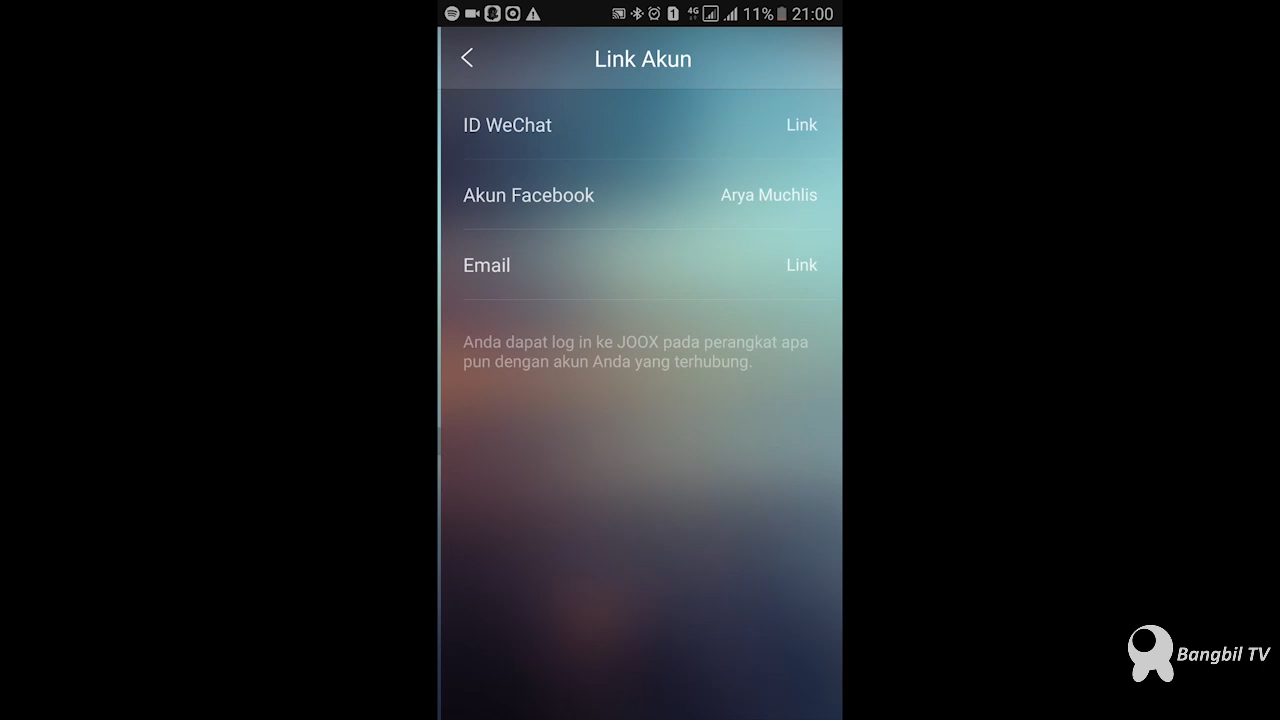 4G 11% 21:00
Link Akun
ID WeChat Link
Akun Facebook Arya Muchlis
Email Link
Anda dapat log in ke JOOX pada perangkat apa
pun dengan akun Anda yang terhubung.
Bangbil TV